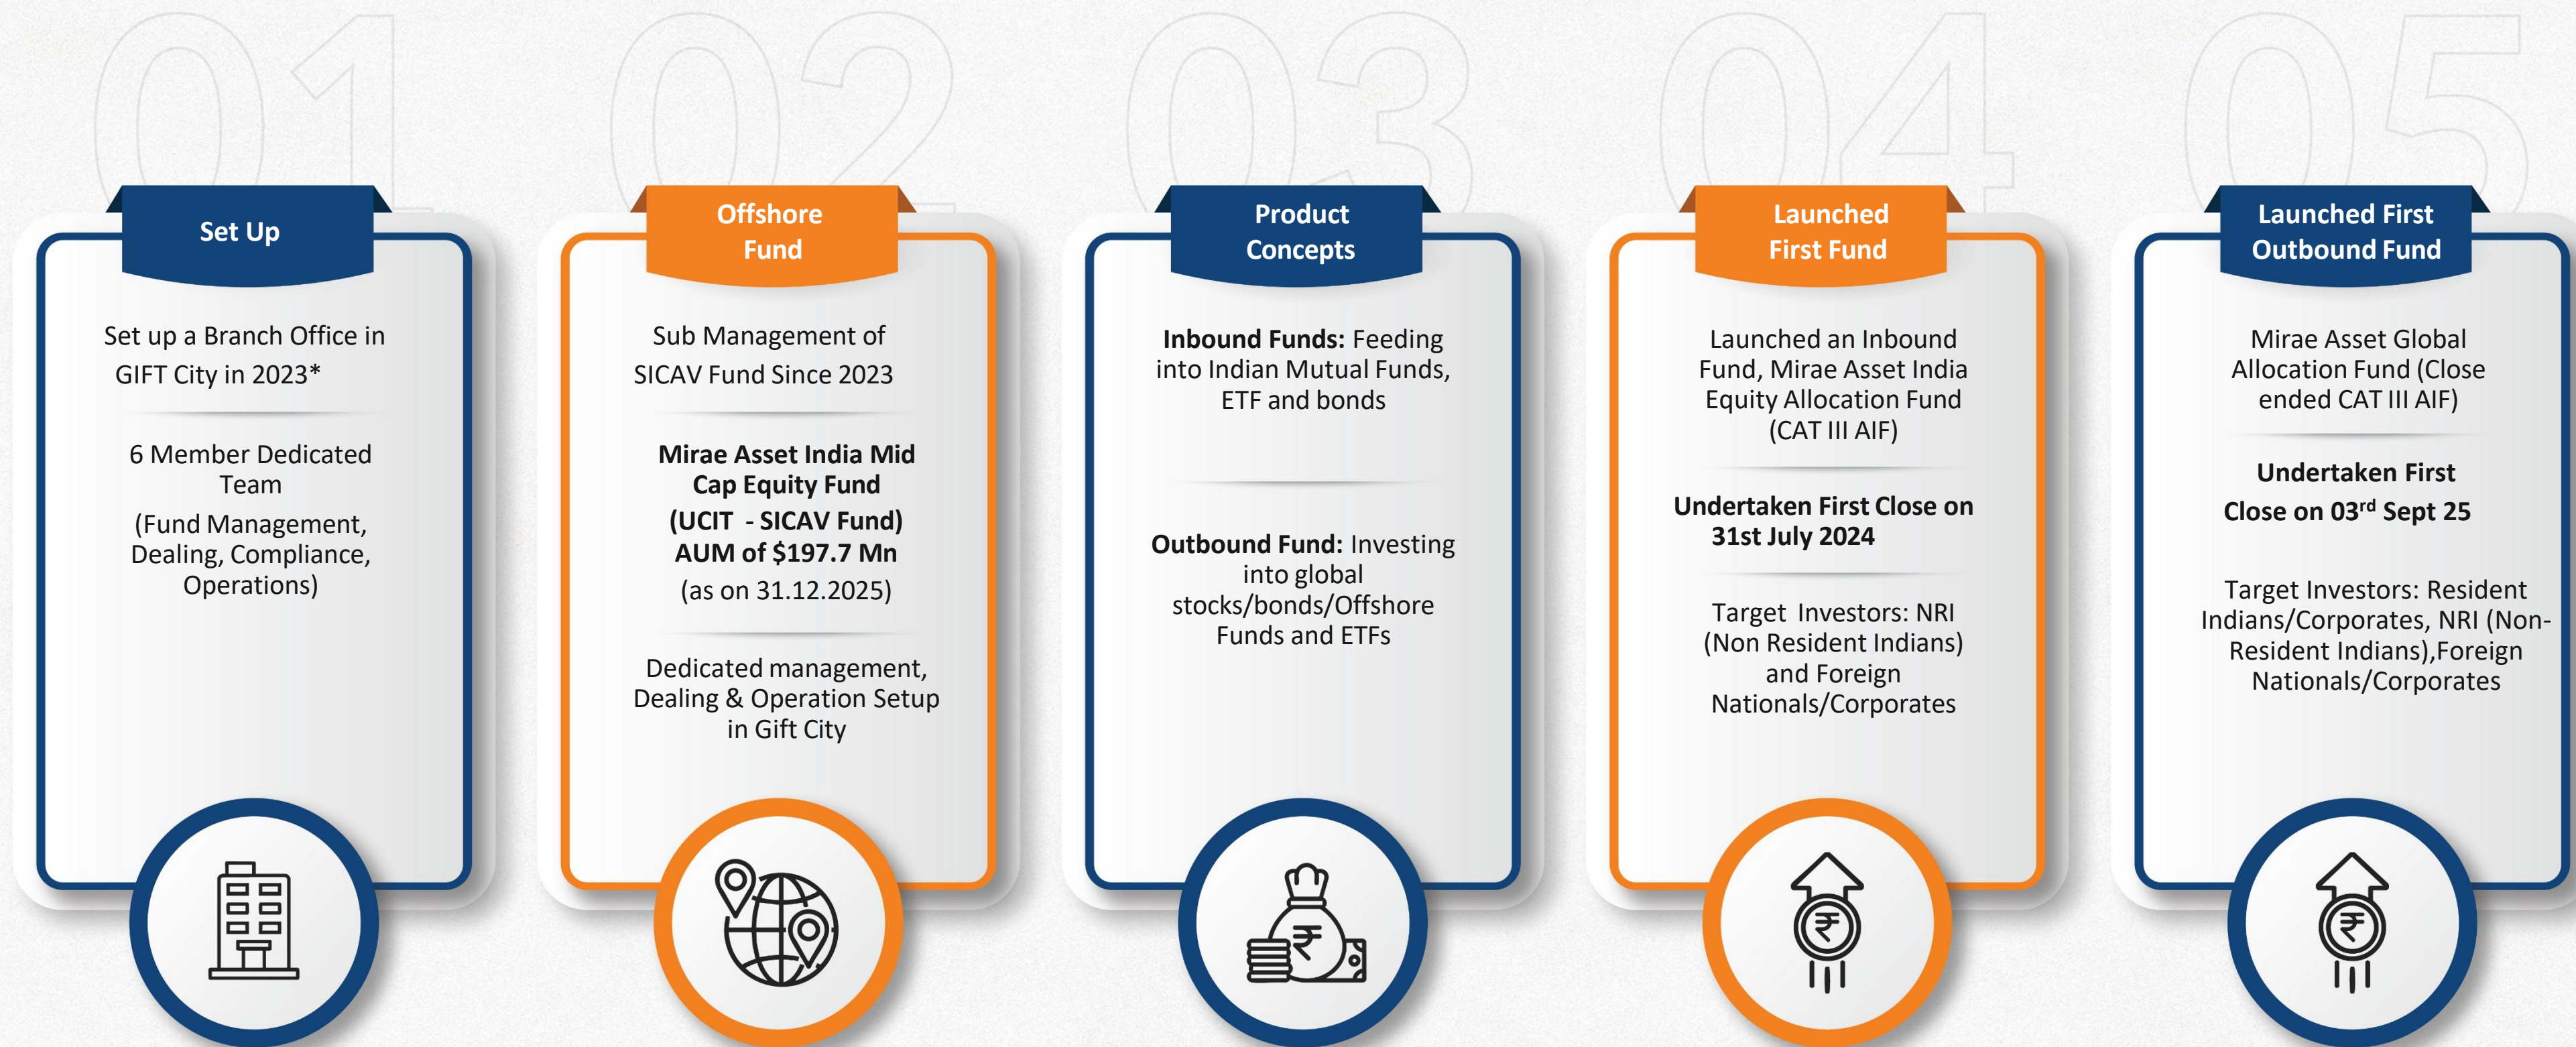 01
Set Up
Set up a Branch Office in
GIFT City in 2023*
6 Member Dedicated
Team
(Fund Management,
Dealing, Compliance,
Operations)
02
Offshore
Fund
Sub Management of
SICAV Fund Since 2023
Mirae Asset India Mid
Cap Equity Fund
(UCIT - SICAV Fund)
AUM of $197.7 Mn
(as on 31.12.2025)
Dedicated management,
Dealing & Operation Setup
in Gift City
03
Product
Concepts
Inbound Funds: Feeding
into Indian Mutual Funds,
ETF and bonds
Outbound Fund: Investing
into global
stocks/bonds/Offshore
Funds and ETFs
04
Launched
First Fund
Launched an Inbound
Fund, Mirae Asset India
Equity Allocation Fund
(CAT III AIF)
Undertaken First Close on
31st July 2024
Target Investors: NRI
(Non Resident Indians)
and Foreign
Nationals/Corporates
05
Launched First
Outbound Fund
Mirae Asset Global
Allocation Fund (Close
ended CAT III AIF)
Undertaken First
Close on 03rd Sept 25
Target Investors: Resident
Indians/Corporates, NRI (Non-
Resident Indians),Foreign
Nationals/Corporates
₹
₹
₹